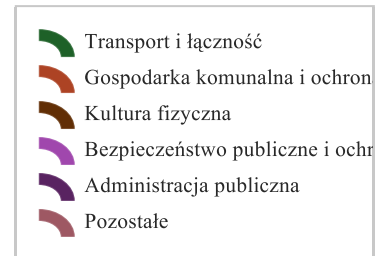 Transport i łączność
Gospodarka komunalna i ochron
Kultura fizyczna
Bezpieczeństwo publiczne i ochr
Administracja publiczna
Pozostałe